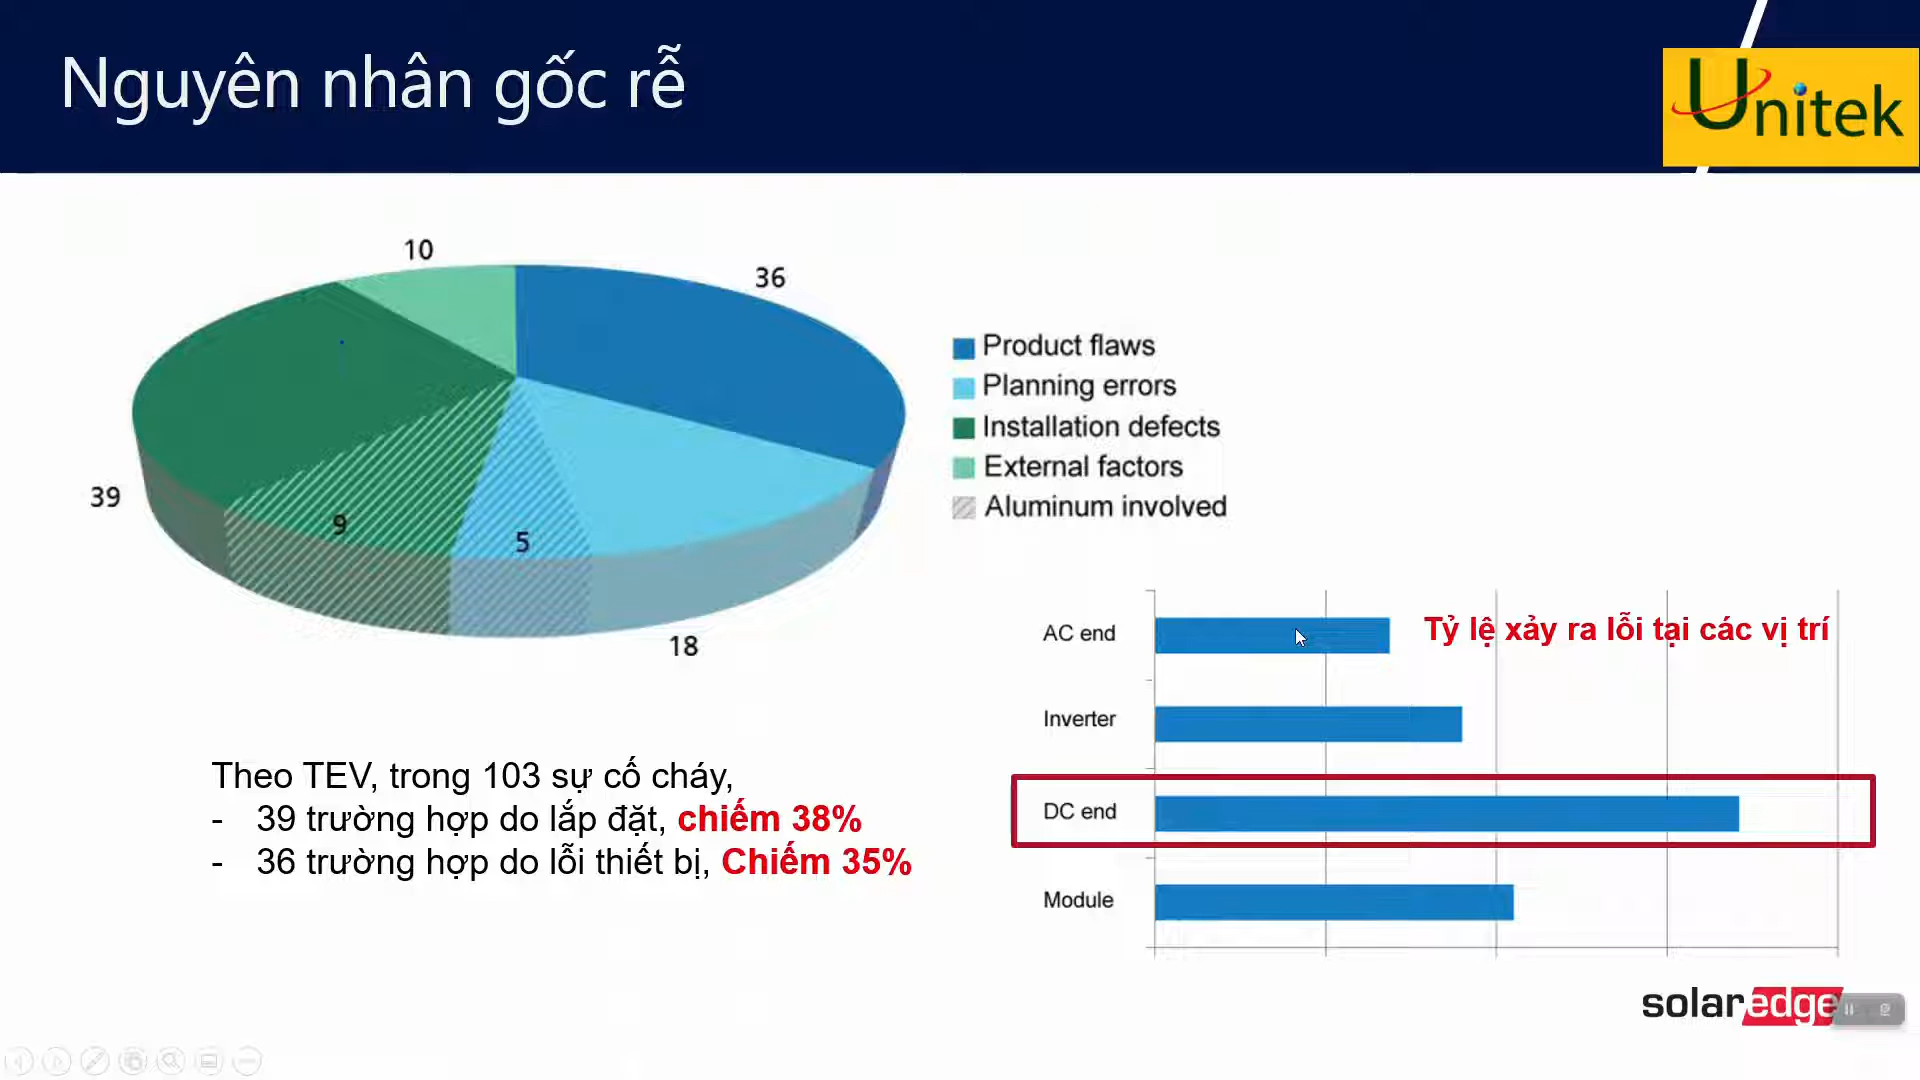 Nguyên nhân gốc rễ
Unitek
10
36
39
9
5
18
Product flaws
Planning errors
Installation defects
External factors
Aluminum involved
Theo TEV, trong 103 sự cố cháy,
- 39 trường hợp do lắp đặt, chiếm 38%
- 36 trường hợp do lỗi thiết bị, Chiếm 35%
Tỷ lệ xảy ra lỗi tại các vị trí
AC end
Inverter
DC end
Module
solaredge